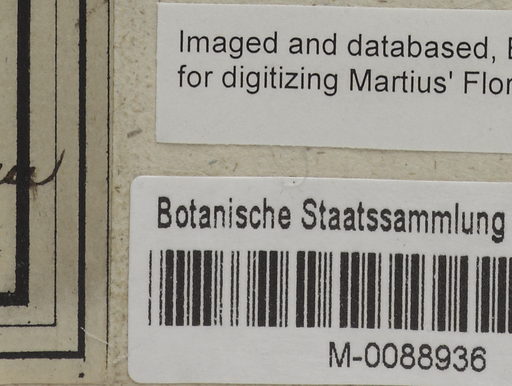 Imaged and databased,
for digitizing Martius' Flor
Botanische Staatssammlung
M-0088936